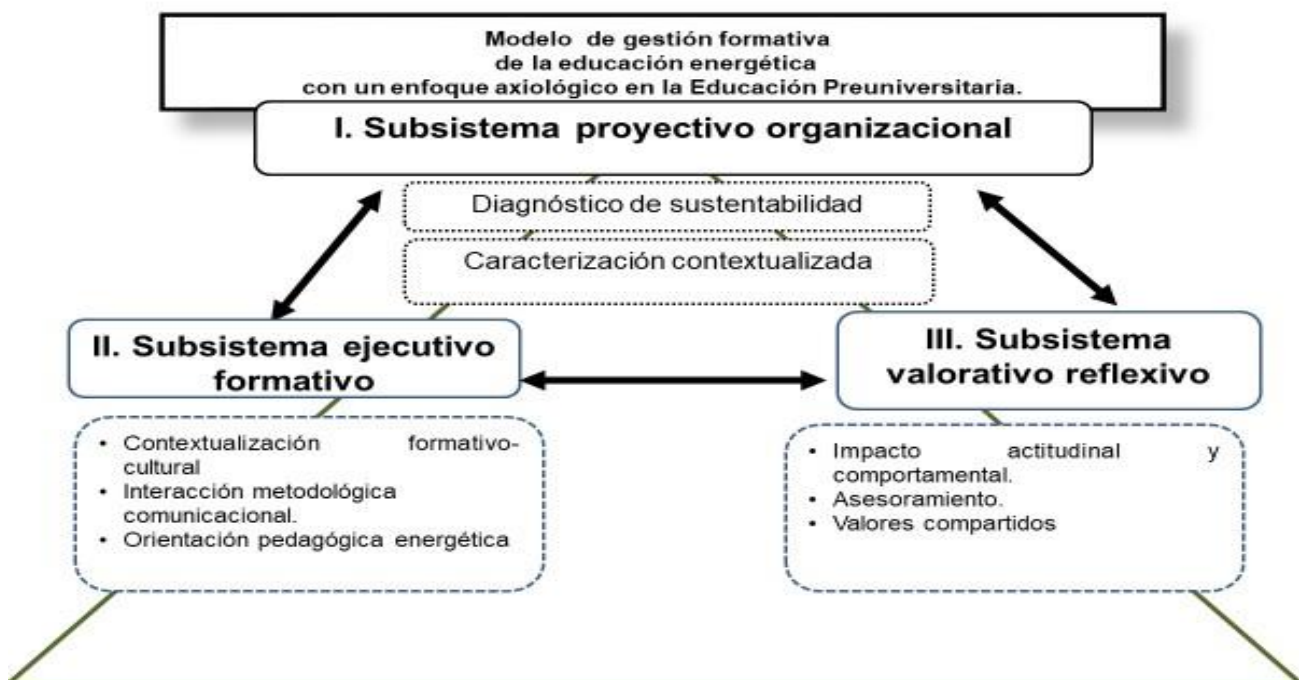 Modelo de gestión formativa
de la educación energética
con un enfoque axiológico en la Educación Preuniversitaria.
I. Subsistema proyectivo organizacional
Diagnóstico de sustentabilidad
Caracterización contextualizada
II. Subsistema ejecutivo
formativo
III. Subsistema
valorativo reflexivo
• Contextualización formativo-
cultural
• Interacción metodológica
comunicacional.
• Orientación pedagógica energética
• Impacto actitudinal y
comportamental.
• Asesoramiento.
• Valores compartidos